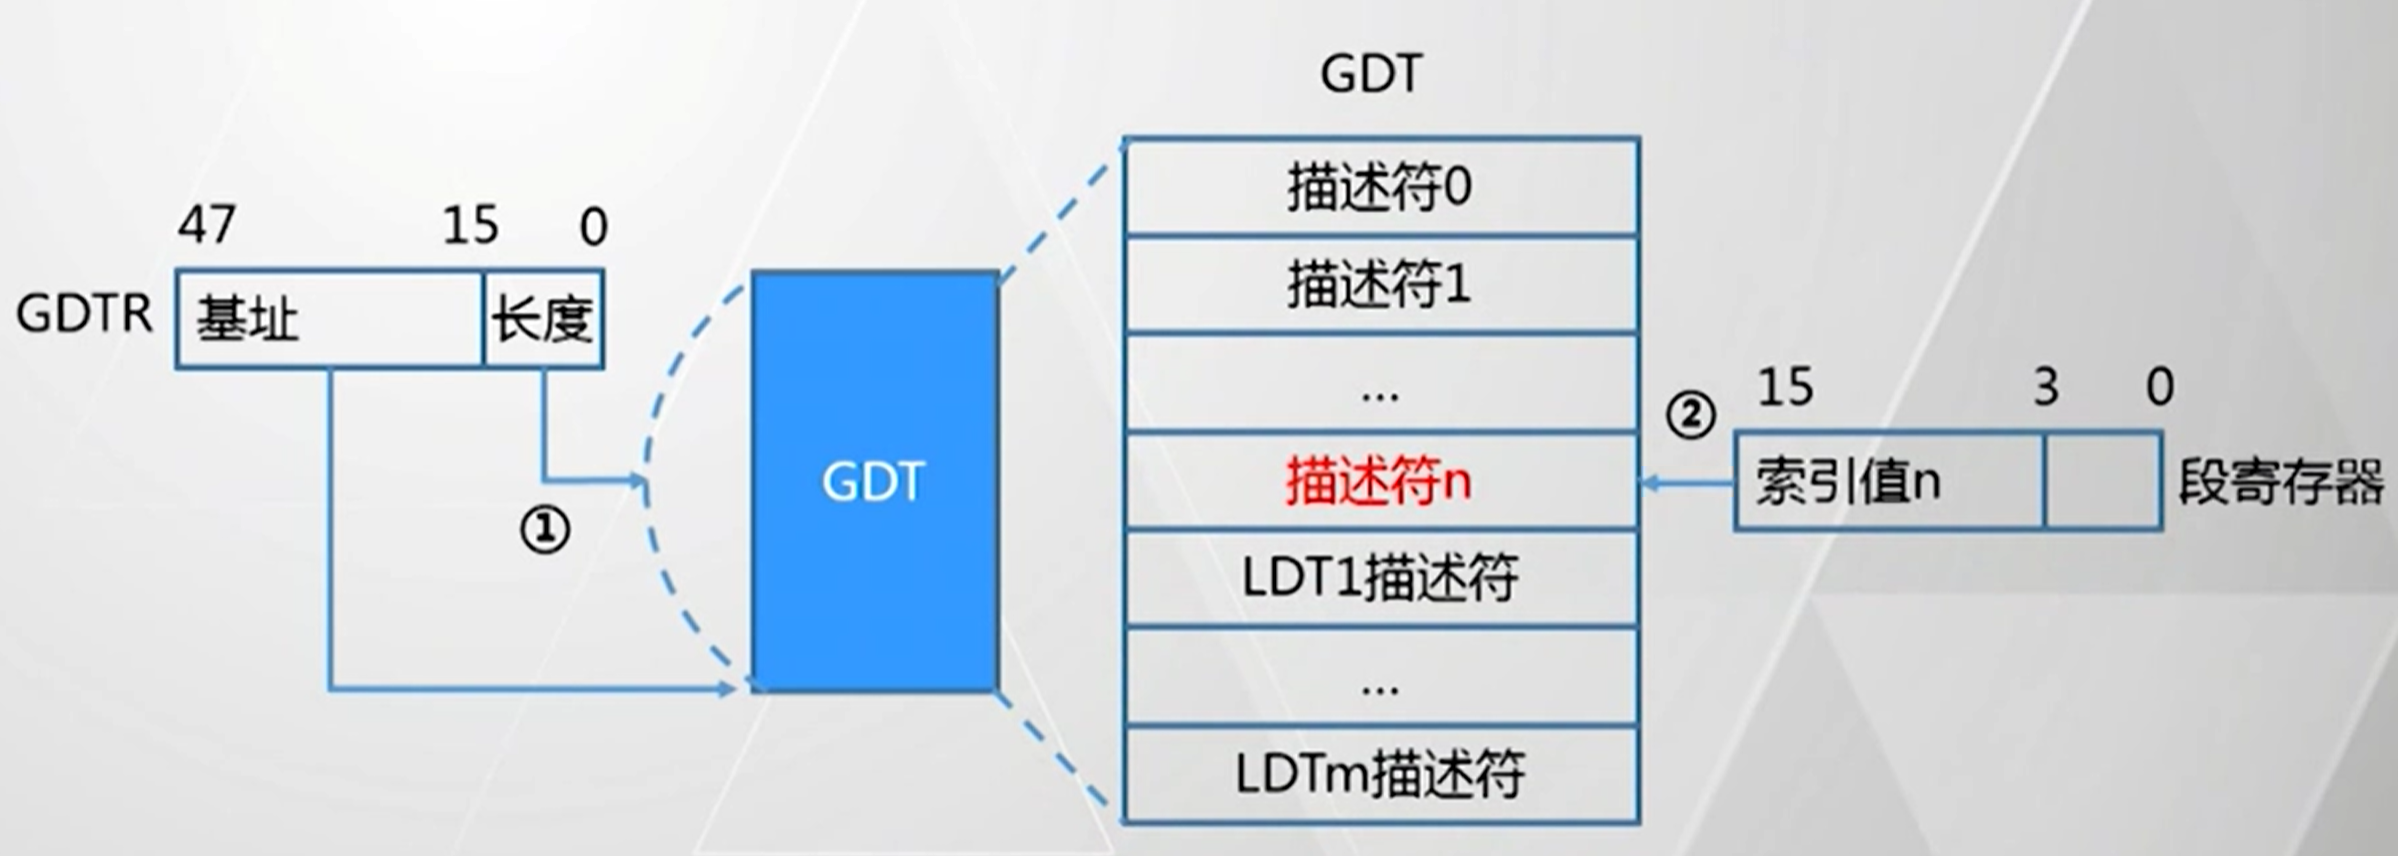 GDT
47 15 0
GDTR 基址 长度
①
GDT
描述符0
描述符1
...
描述符n
LDT1描述符
...
LDTm描述符
②
15 3 0
索引值n 段寄存器